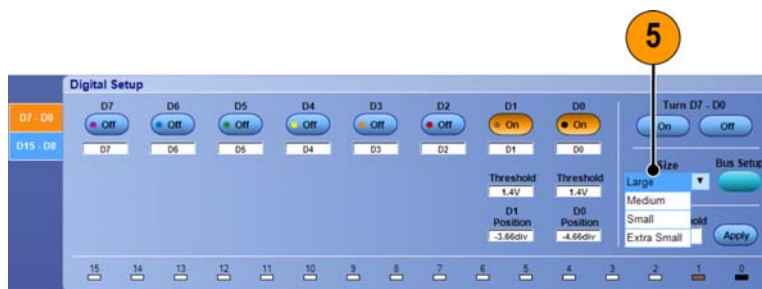 5
Digital Setup
D7 - D0
D15 - D8
D7 D6 D5 D4 D3 D2 D1 D0
Off Off Off Off Off Off On On
D7 D6 D5 D4 D3 D2 D1 D0
Threshold Threshold
1.4V 1.4V
D1 D0
Position Position
-3.66div -4.66div
Turn D7 - D0
On Off
Size Bus Setup
Large
Medium
Small
Extra Small
Apply
15 14 13 12 11 10 9 8 7 6 5 4 3 2 1 0